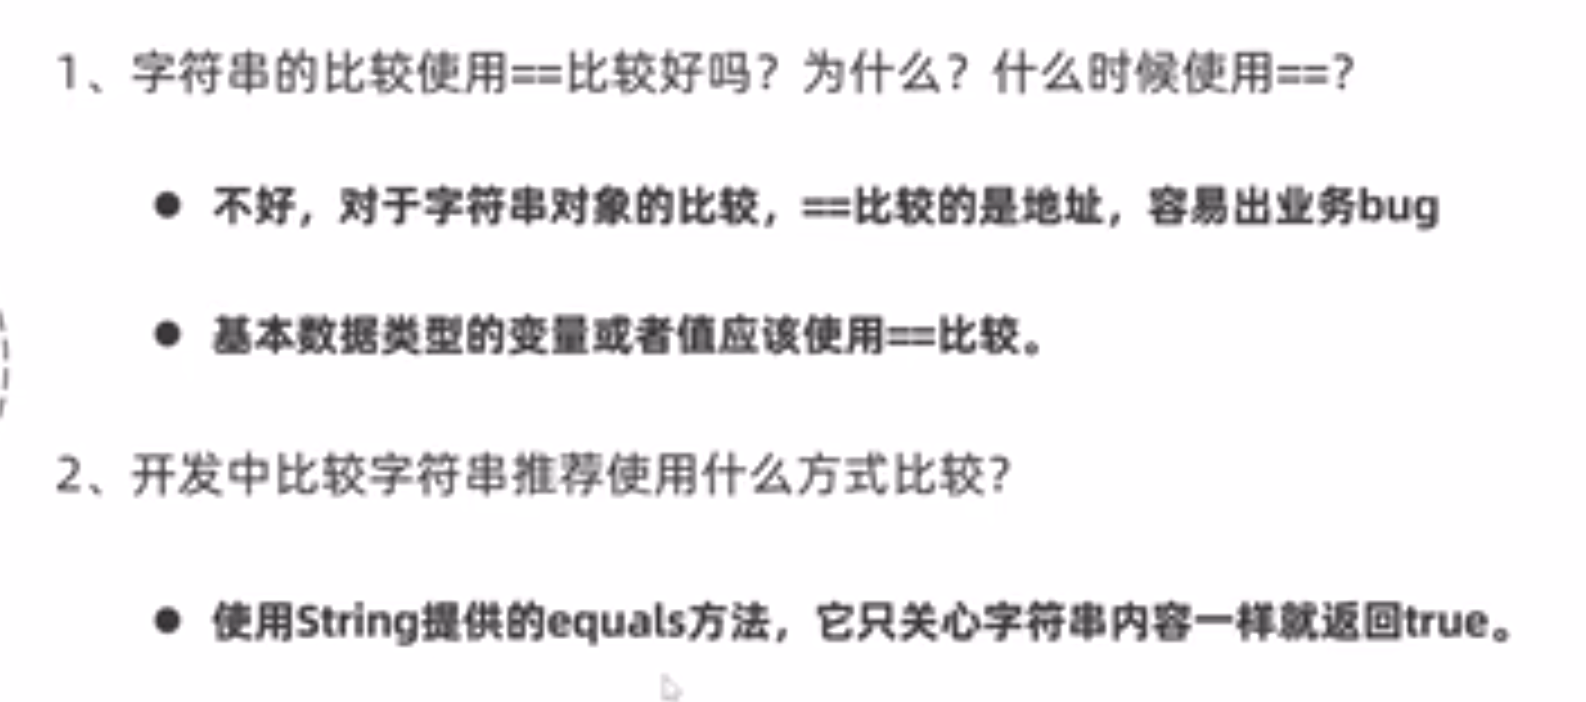 1、字符串的比较使用==比较好吗？为什么？什么时候使用==？
● 不好，对于字符串对象的比较，==比较的是地址，容易出业务bug
● 基本数据类型的变量或者值应该使用==比较。
2、开发中比较字符串推荐使用什么方式比较？
● 使用String提供的equals方法，它只关心字符串内容一样就返回true。